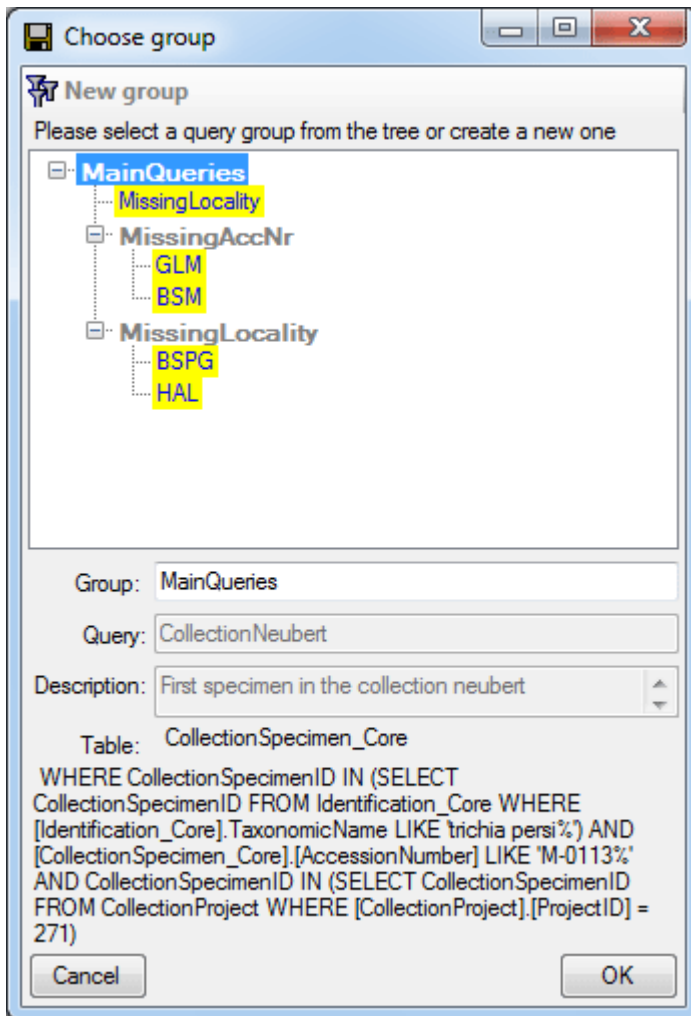 Choose group
New group
Please select a query group from the tree or create a new one
MainQueries
MissingLocality
MissingAccNr
GLM
BSM
MissingLocality
BSPG
HAL
Group: MainQueries
Query: CollectionNeubert
Description: First specimen in the collection neubert
Table: CollectionSpecimen_Core
WHERE CollectionSpecimenID IN (SELECT
CollectionSpecimenID FROM Identification_Core WHERE
[Identification_Core].TaxonomicName LIKE 'trichia persi%') AND
[CollectionSpecimen_Core].[AccessionNumber] LIKE 'M-0113%'
AND CollectionSpecimenID IN (SELECT CollectionSpecimenID
FROM CollectionProject WHERE [CollectionProject].[ProjectID] =
271)
Cancel OK